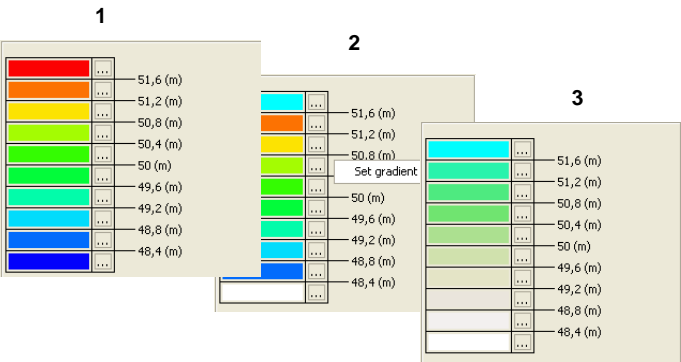 1
51,6 (m)
51,2 (m)
50,8 (m)
50,4 (m)
50 (m)
49,6 (m)
49,2 (m)
48,8 (m)
48,4 (m)
...
...
...
...
...
...
...
...
...
...
2
51,6 (m)
51,2 (m)
50,8 (m)
Set gradient
50 (m)
49,6 (m)
49,2 (m)
48,8 (m)
48,4 (m)
...
...
...
...
...
...
...
...
...
...
3
51,6 (m)
51,2 (m)
50,8 (m)
50,4 (m)
50 (m)
49,6 (m)
49,2 (m)
48,8 (m)
48,4 (m)
...
...
...
...
...
...
...
...
...
...